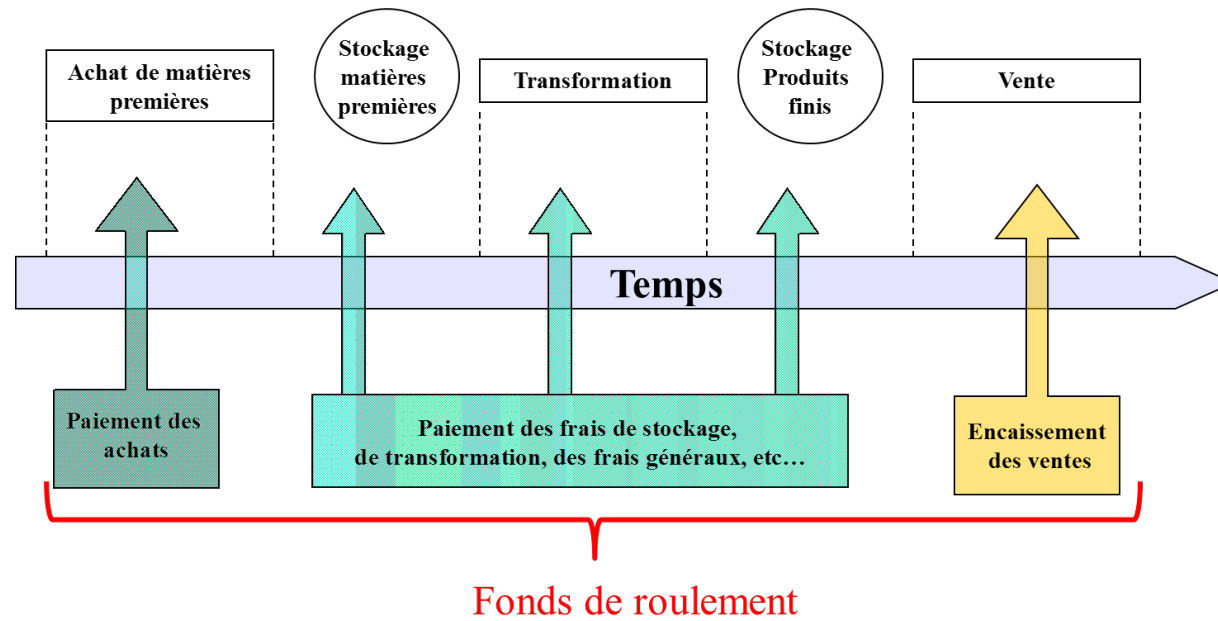 Achat de matières
premières
Stockage
matières
premières
Transformation
Stockage
Produits
finis
Vente
Temps
Paiement des
achats
Paiement des frais de stockage,
de transformation, des frais généraux, etc…
Encaissement
des ventes
Fonds de roulement